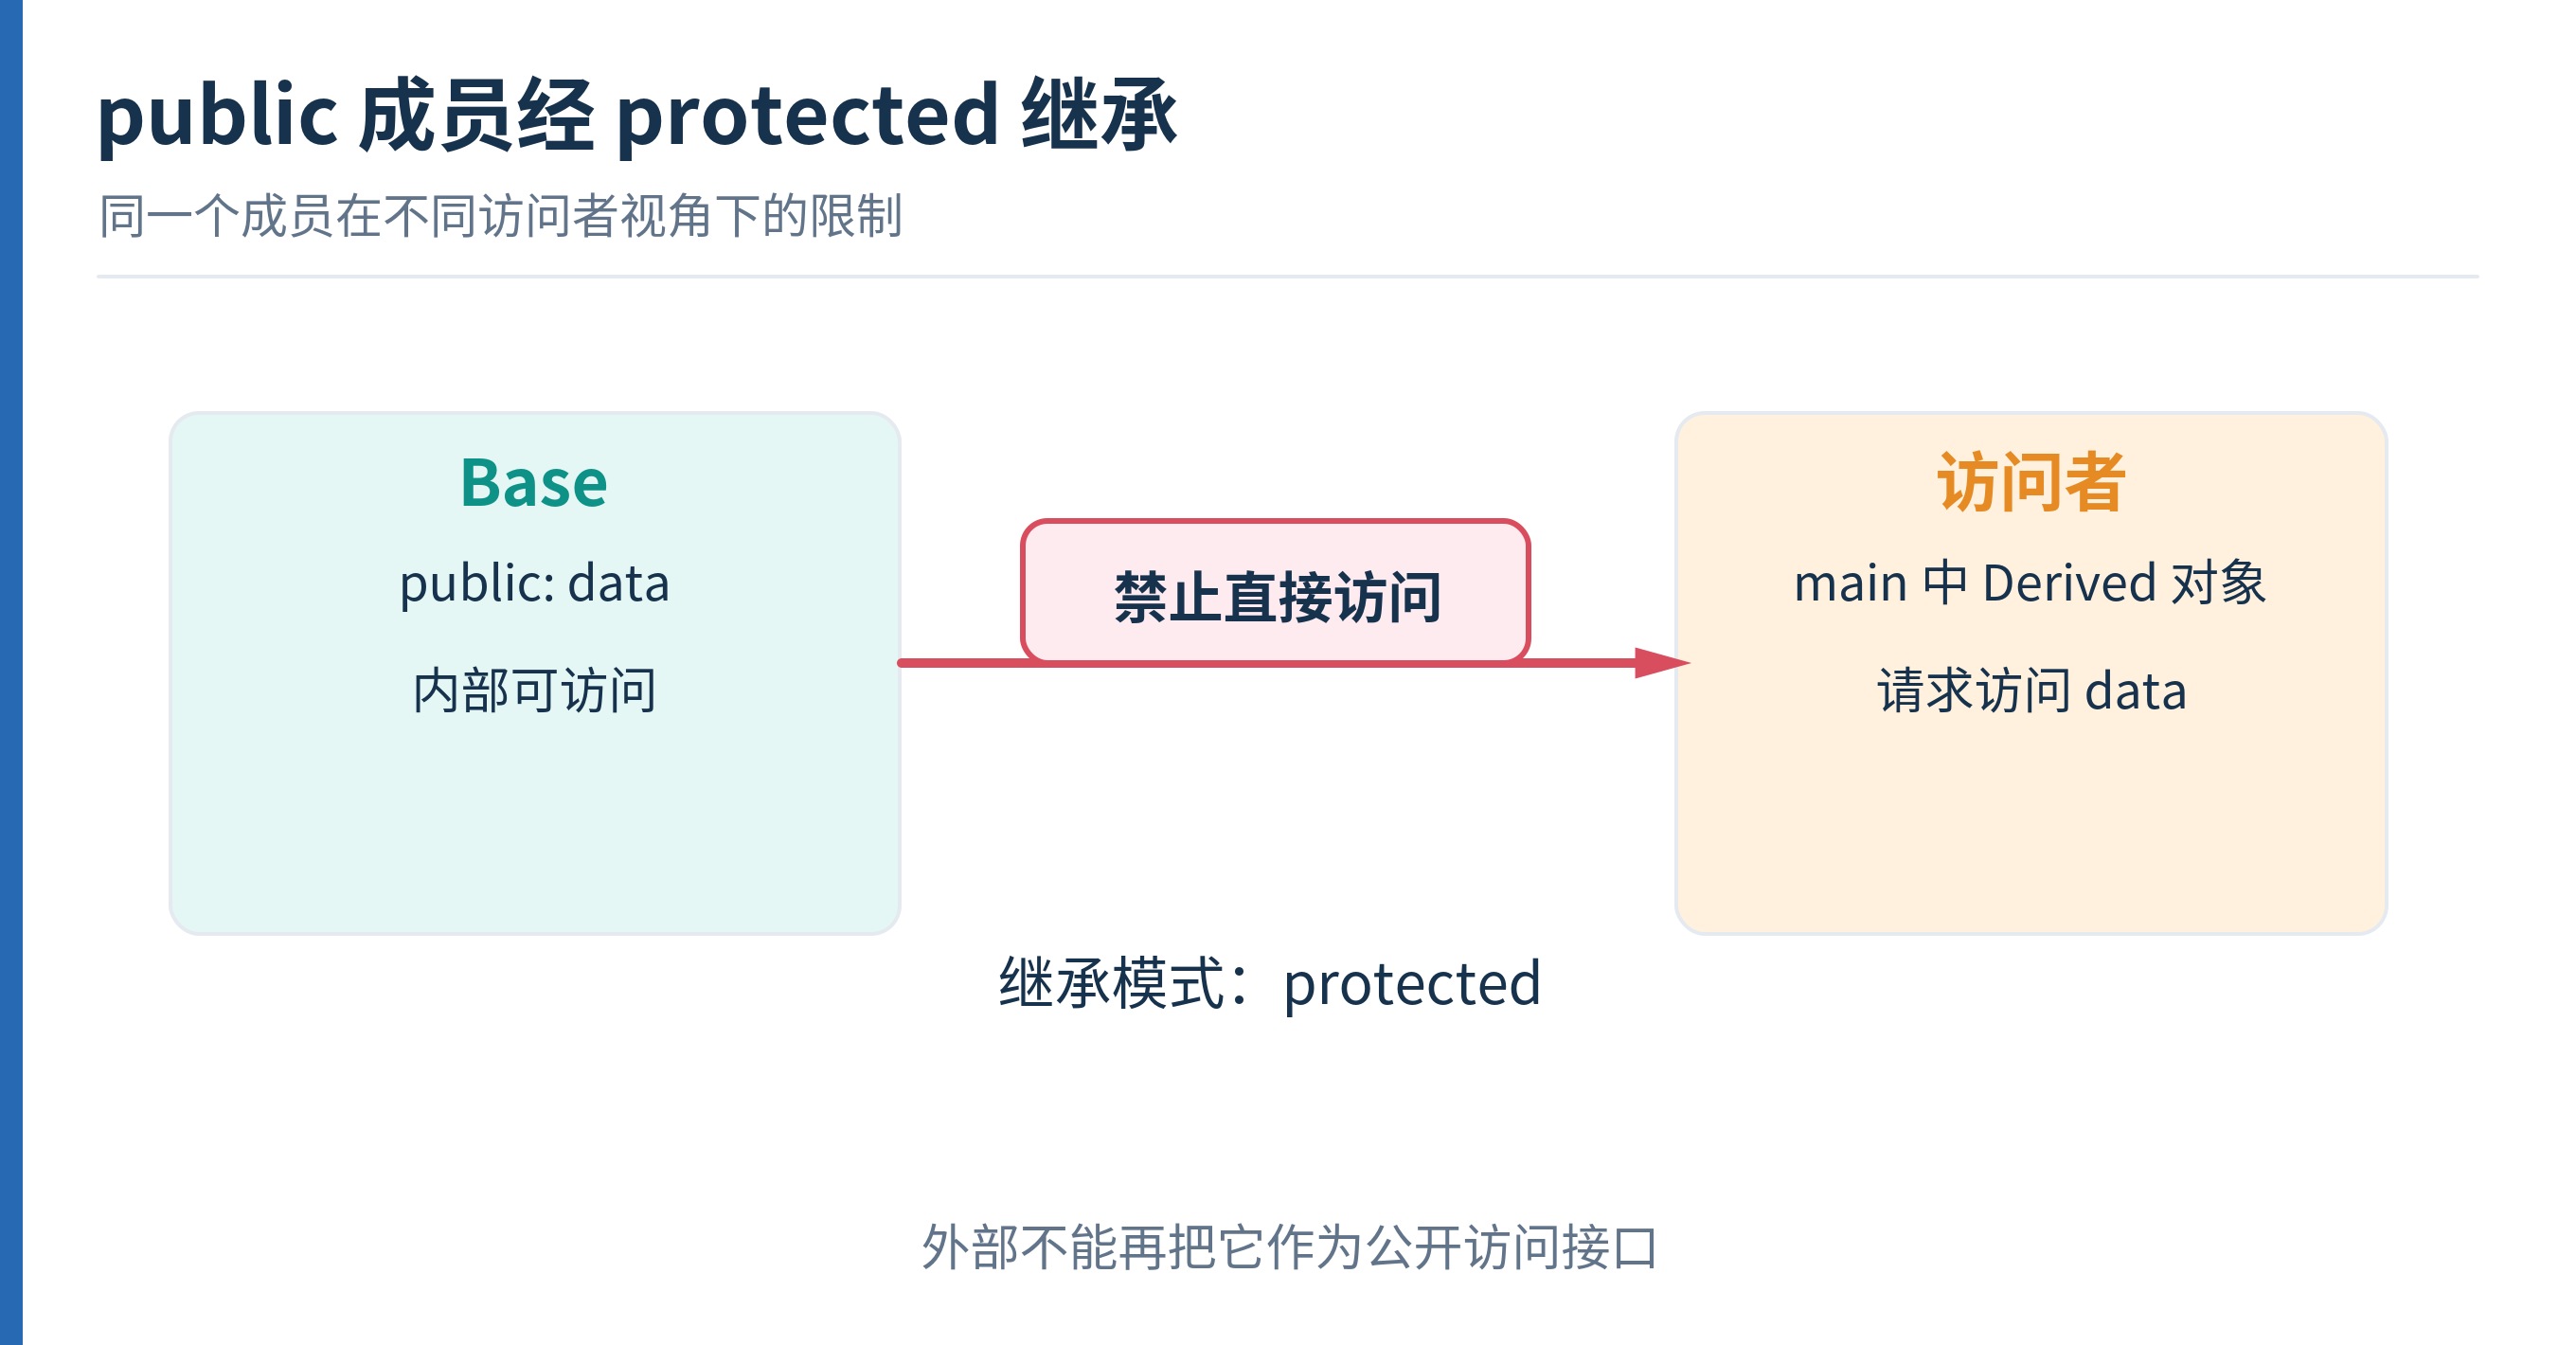 public 成员经 protected 继承
同一个成员在不同访问者视角下的限制
Base
public: data
内部可访问
禁止直接访问
访问者
main 中 Derived 对象
请求访问 data
继承模式：protected
外部不能再把它作为公开访问接口